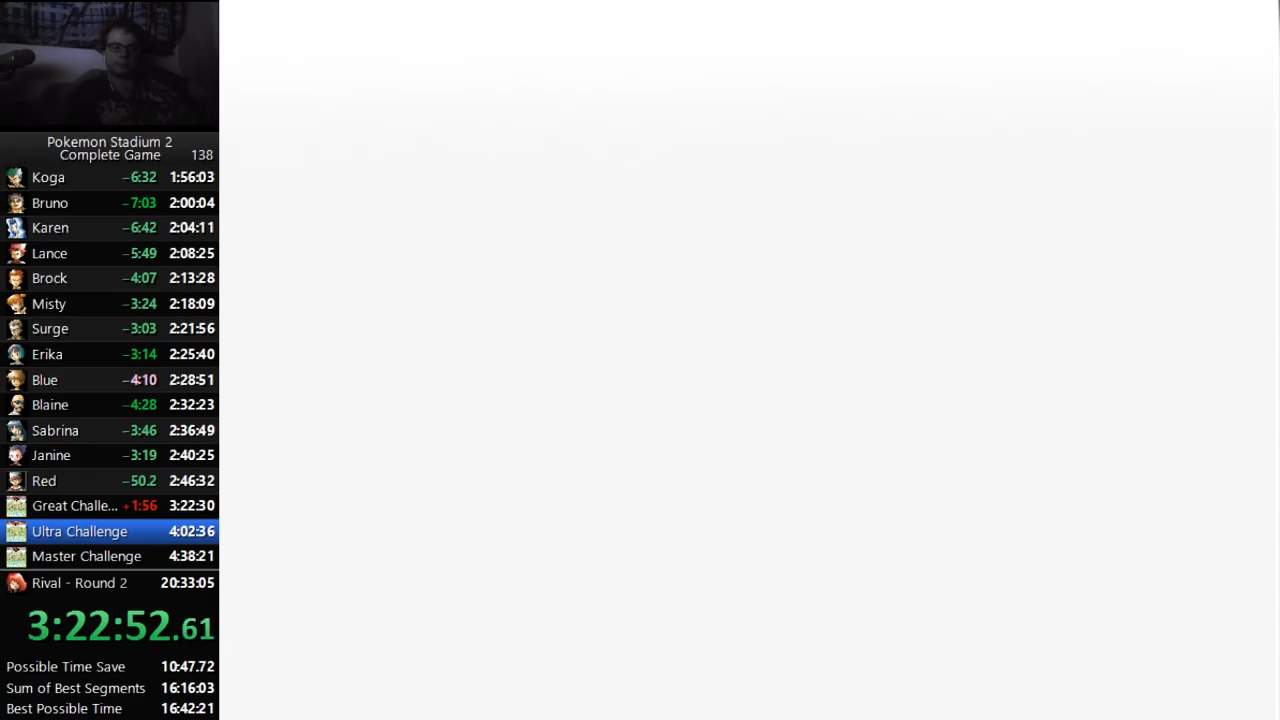 Pokemon Stadium 2
Complete Game 138
Koga −6:32 1:56:03
Bruno −7:03 2:00:04
Karen −6:42 2:04:11
Lance −5:49 2:08:25
Brock −4:07 2:13:28
Misty −3:24 2:18:09
Surge −3:03 2:21:56
Erika −3:14 2:25:40
Blue −4:10 2:28:51
Blaine −4:28 2:32:23
Sabrina −3:46 2:36:49
Janine −3:19 2:40:25
Red −50.2 2:46:32
Great Challe... +1:56 3:22:30
Ultra Challenge 4:02:36
Master Challenge 4:38:21
Rival - Round 2 20:33:05
3:22:52.61
Possible Time Save 10:47.72
Sum of Best Segments 16:16:03
Best Possible Time 16:42:21